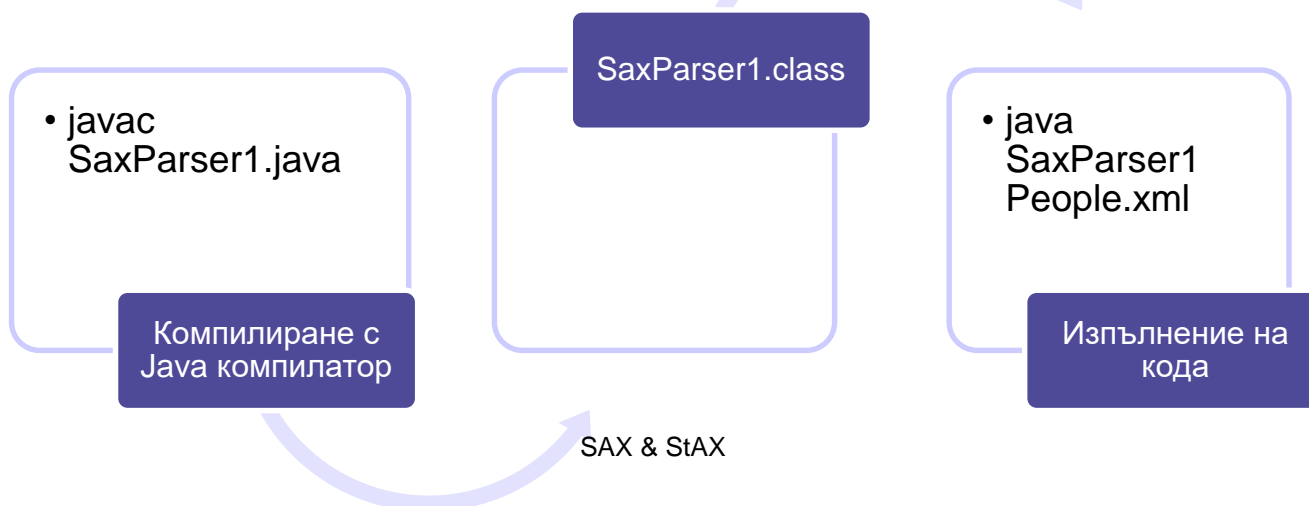 • javac
SaxParser1.java
Компилиране с
Java компилатор
SaxParser1.class
• java
SaxParser1
People.xml
Изпълнение на
кода
SAX & StAX